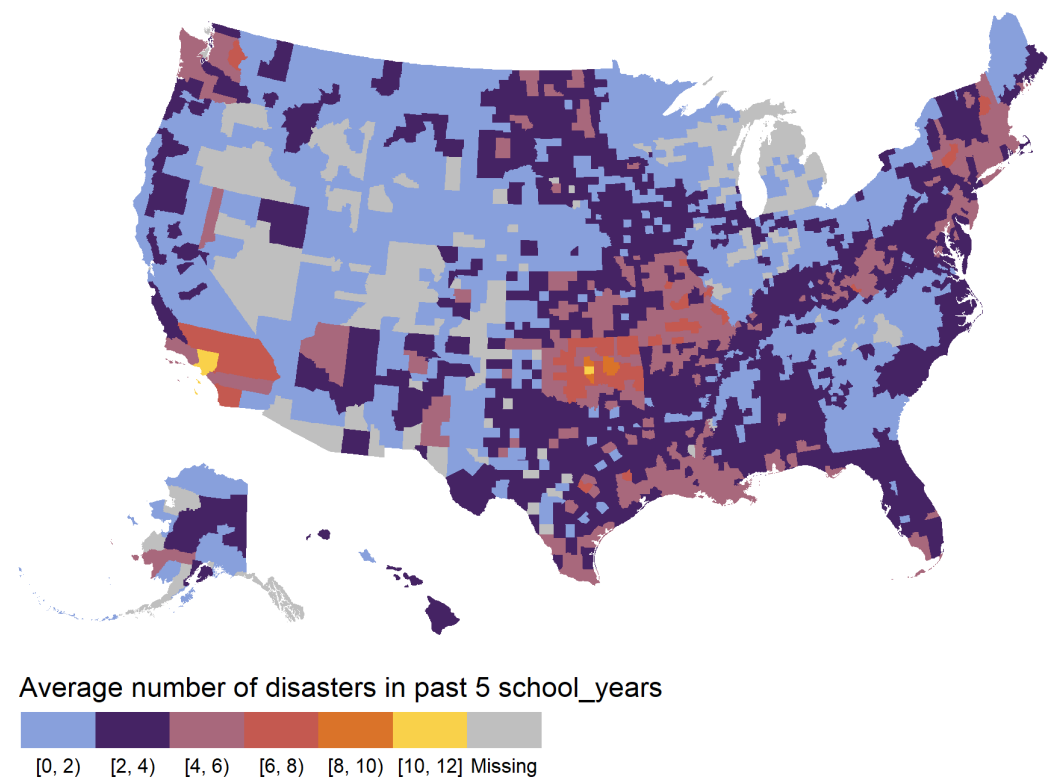 Average number of disasters in past 5 school_years
[0, 2) [2, 4) [4, 6) [6, 8) [8, 10) [10, 12] Missing